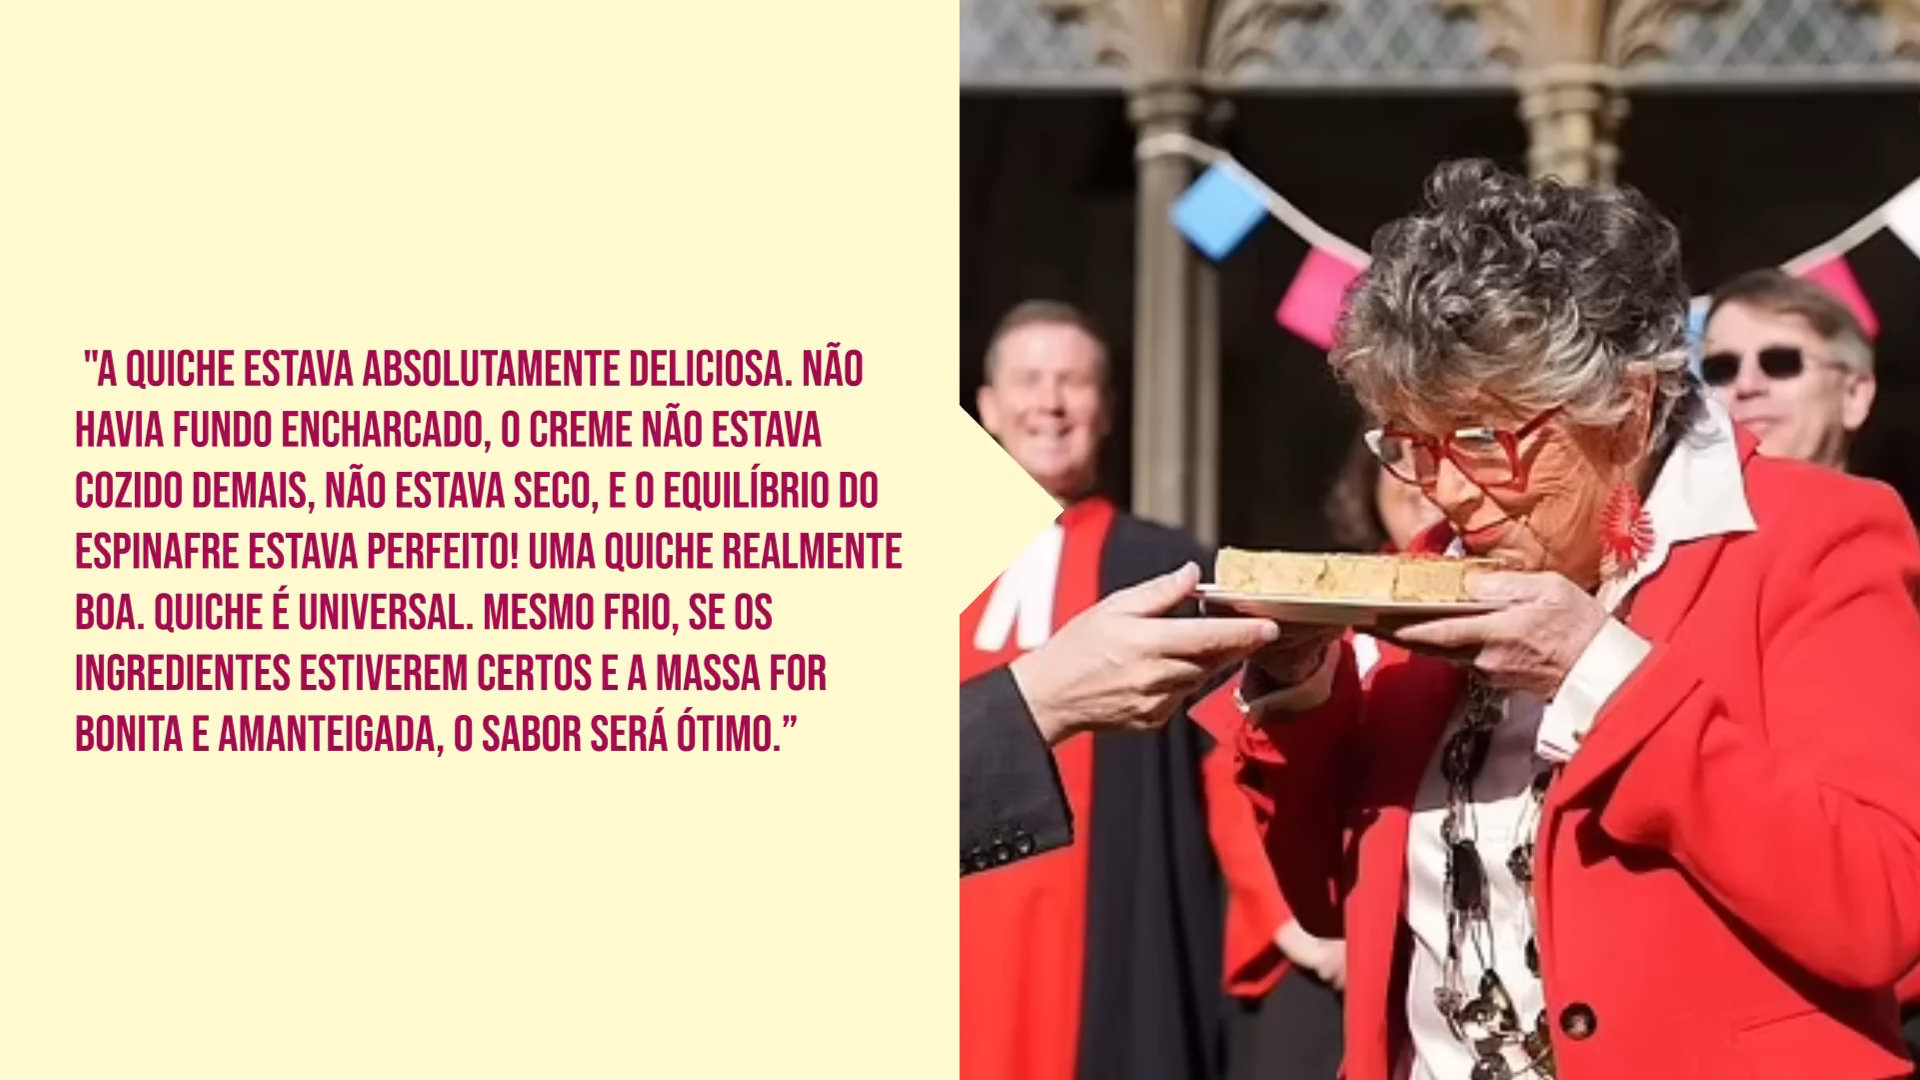 "A QUICHE ESTAVA ABSOLUTAMENTE DELICIOSA. NÃO
HAVIA FUNDO ENCHARCADO, O CREME NÃO ESTAVA
COZIDO DEMAIS, NÃO ESTAVA SECO, E O EQUILÍBRIO DO
ESPINAFRE ESTAVA PERFEITO! UMA QUICHE REALMENTE
BOA. QUICHE É UNIVERSAL. MESMO FRIO, SE OS
INGREDIENTES ESTIVEREM CERTOS E A MASSA FOR
BONITA E AMANTEIGADA, O SABOR SERÁ ÓTIMO.”